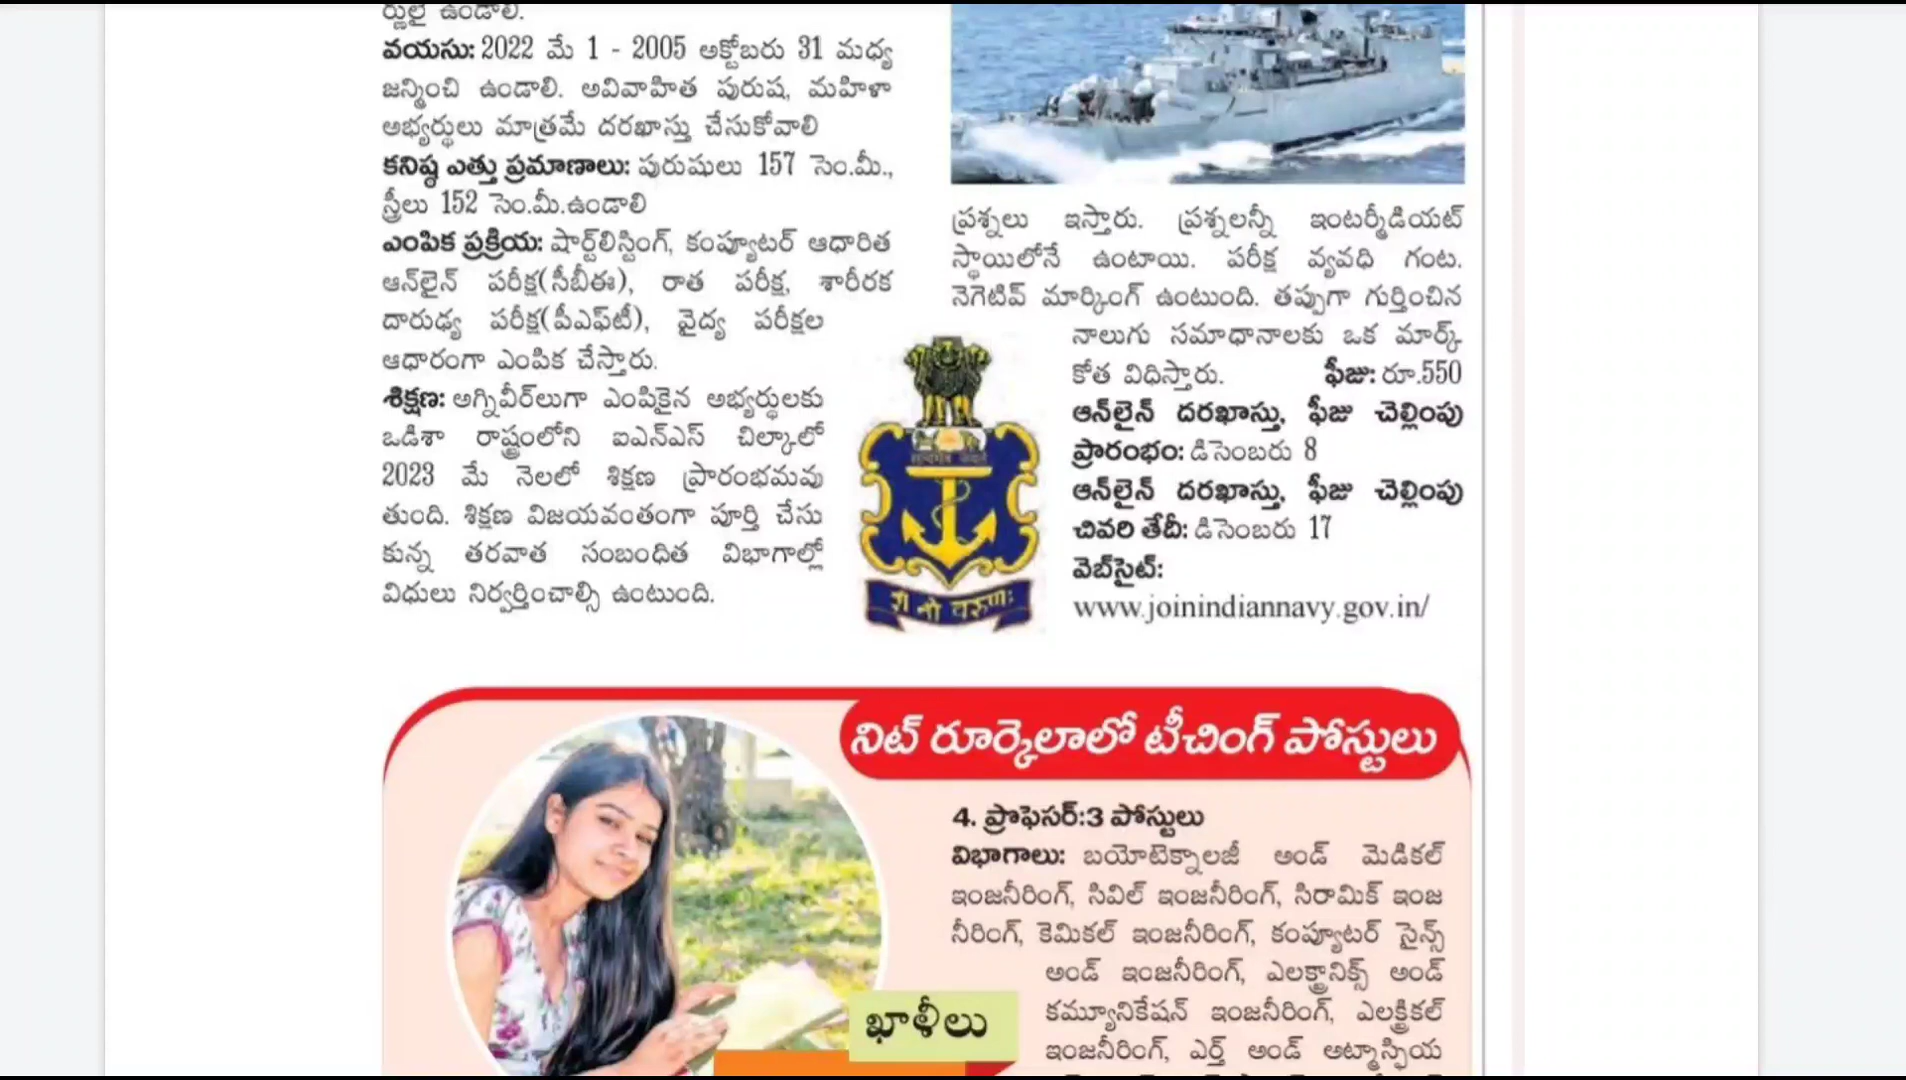 ర్ణులై ఉండాలి.
వయసు: 2022 మే 1 - 2005 అక్టోబరు 31 మధ్య
జన్మించి ఉండాలి. అవివాహిత పురుష, మహిళా
అభ్యర్థులు మాత్రమే దరఖాస్తు చేసుకోవాలి
కనిష్ఠ ఎత్తు ప్రమాణాలు: పురుషులు 157 సెం.మీ.,
స్త్రీలు 152 సెం.మీ.ఉండాలి
ఎంపిక ప్రక్రియ: షార్ట్‌లిస్టింగ్, కంప్యూటర్ ఆధారిత
ఆన్‌లైన్ పరీక్ష(సీబీఈ), రాత పరీక్ష, శారీరక
దారుఢ్య పరీక్ష(పీఎఫ్‌టీ), వైద్య పరీక్షల
ఆధారంగా ఎంపిక చేస్తారు.
శిక్షణ: అగ్నివీర్‌లుగా ఎంపికైన అభ్యర్థులకు
ఒడిశా రాష్ట్రంలోని ఐఎన్ఎస్ చిల్కాలో
2023 మే నెలలో శిక్షణ ప్రారంభమవు
తుంది. శిక్షణ విజయవంతంగా పూర్తి చేసు
కున్న తరవాత సంబంధిత విభాగాల్లో
విధులు నిర్వర్తించాల్సి ఉంటుంది.
ప్రశ్నలు ఇస్తారు. ప్రశ్నలన్నీ ఇంటర్మీడియట్
స్థాయిలోనే ఉంటాయి. పరీక్ష వ్యవధి గంట.
నెగెటివ్ మార్కింగ్ ఉంటుంది. తప్పుగా గుర్తించిన
నాలుగు సమాధానాలకు ఒక మార్క్
కోత విధిస్తారు. ఫీజు: రూ.550
ఆన్‌లైన్ దరఖాస్తు, ఫీజు చెల్లింపు
ప్రారంభం: డిసెంబరు 8
ఆన్‌లైన్ దరఖాస్తు, ఫీజు చెల్లింపు
చివరి తేదీ: డిసెంబరు 17
వెబ్‌సైట్:
www.joinindiannavy.gov.in/
सत्यमेव जयते
शं नो वरुणः
నిట్ రూర్కెలాలో టీచింగ్ పోస్టులు
4. ప్రొఫెసర్:3 పోస్టులు
విభాగాలు: బయోటెక్నాలజీ అండ్ మెడికల్
ఇంజనీరింగ్, సివిల్ ఇంజనీరింగ్, సిరామిక్ ఇంజ
నీరింగ్, కెమికల్ ఇంజనీరింగ్, కంప్యూటర్ సైన్స్
అండ్ ఇంజనీరింగ్, ఎలక్ట్రానిక్స్ అండ్
కమ్యూనికేషన్ ఇంజనీరింగ్, ఎలక్ట్రికల్
ఇంజనీరింగ్, ఎర్త్ అండ్ అట్మాస్ఫియ
ఖాళీలు